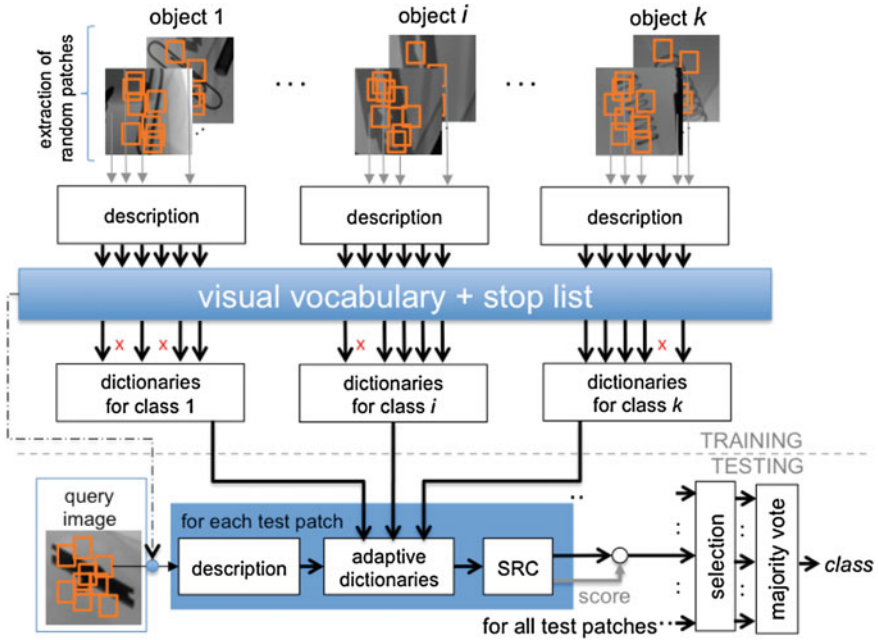 object 1
object i
object k
extraction of
random patches
description
description
description
visual vocabulary + stop list
x
x
x
x
dictionaries
for class 1
dictionaries
for class i
dictionaries
for class k
TRAINING
TESTING
query
image
for each test patch
description
adaptive
dictionaries
SRC
score
for all test patches
selection
majority vote
class